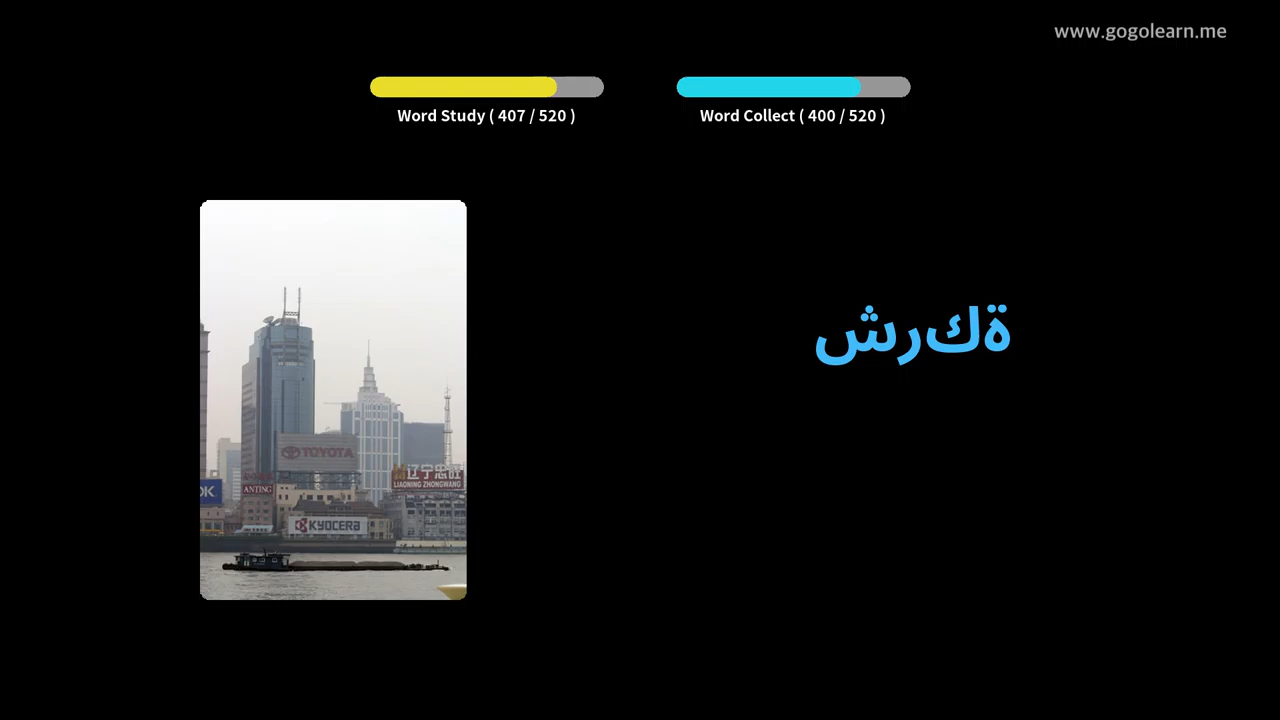 www.gogolearn.me
Word Study ( 407 / 520 )
Word Collect ( 400 / 520 )
شركة
TOYOTA
辽宁忠旺
LIAONING ZHONGWANG
KYOCERA